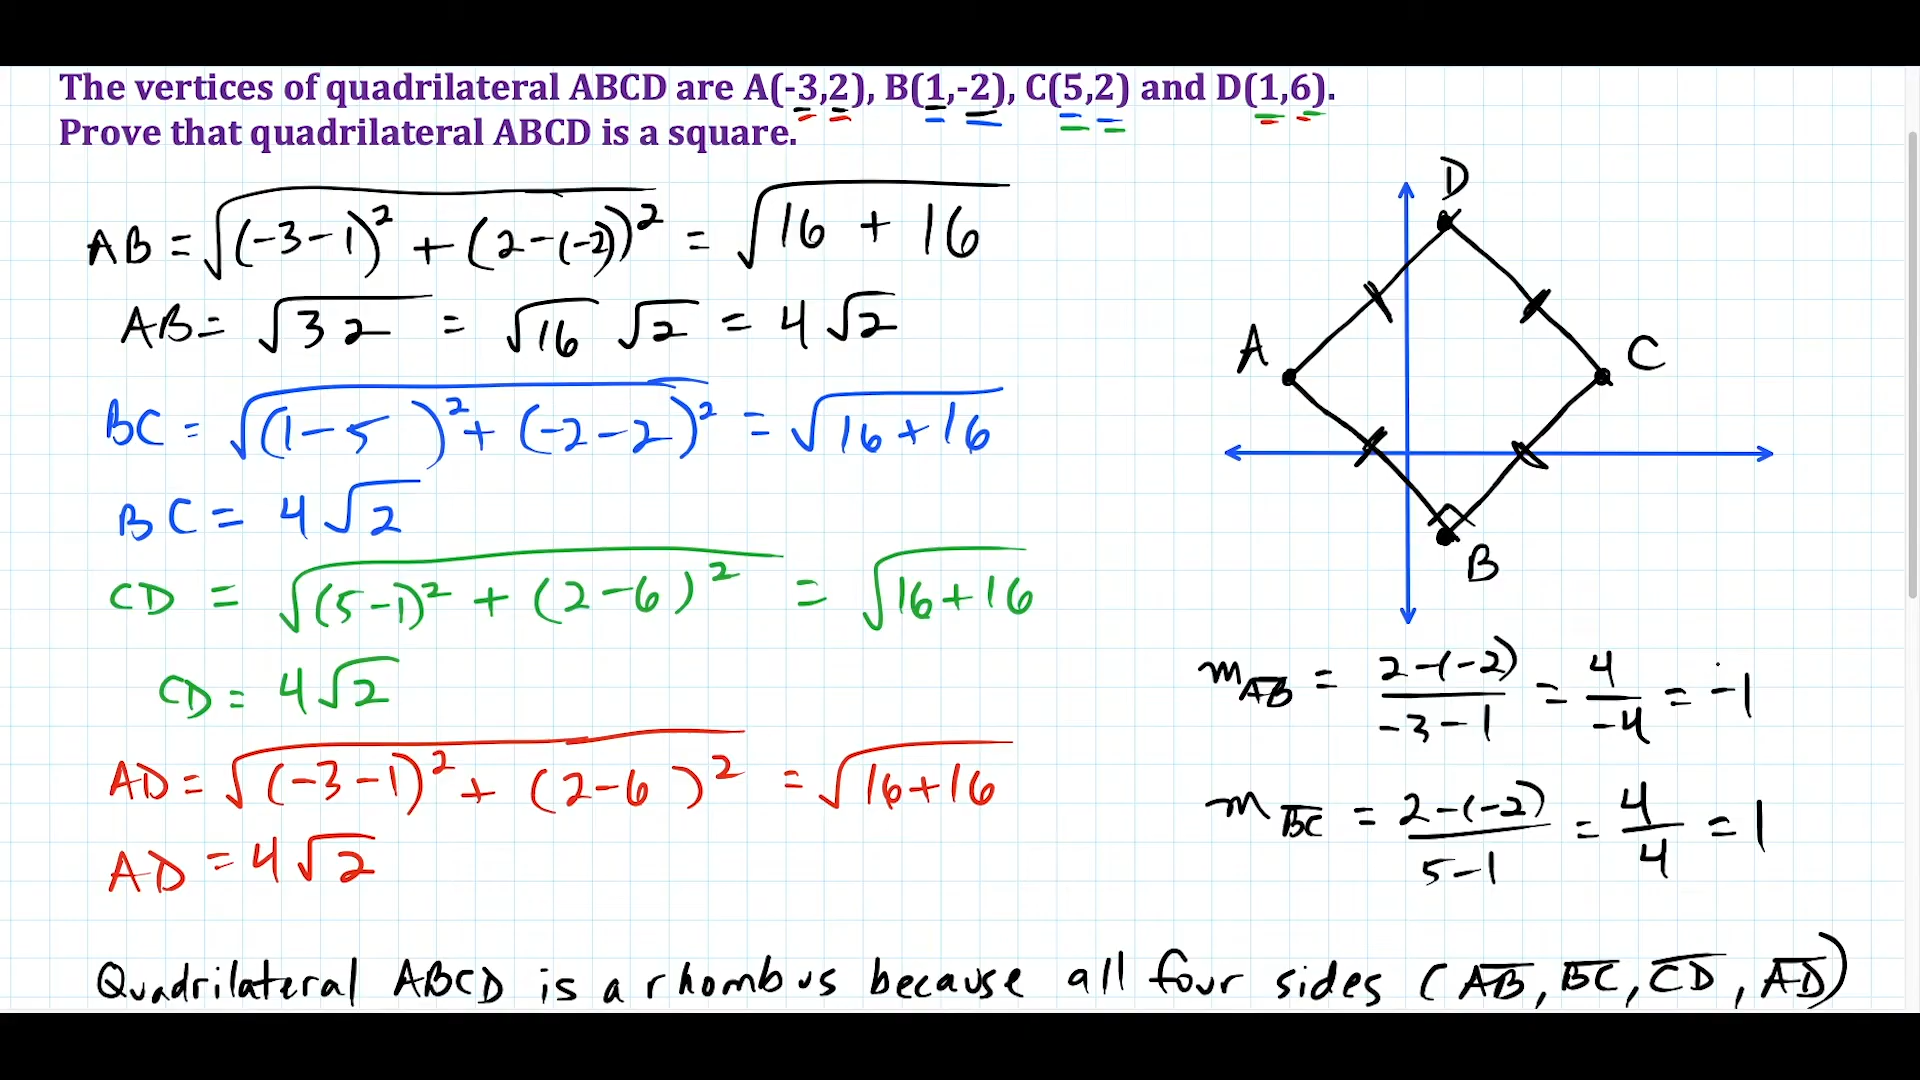 The vertices of quadrilateral ABCD are A(-3,2), B(1,-2), C(5,2) and D(1,6).
Prove that quadrilateral ABCD is a square.
AB = √((-3-1)² + (2-(-2))²) = √(16 + 16)
AB = √32 = √16 √2 = 4√2
BC = √((1-5)² + (-2-2)²) = √(16+16)
BC = 4√2
CD = √((5-1)² + (2-6)²) = √(16+16)
CD = 4√2
AD = √((-3-1)² + (2-6)²) = √(16+16)
AD = 4√2
D
A
C
B
m_AB = (2-(-2))/(-3-1) = 4/-4 = -1
m_BC = (2-(-2))/(5-1) = 4/4 = 1
Quadrilateral ABCD is a rhombus because all four sides (AB, BC, CD, AD)